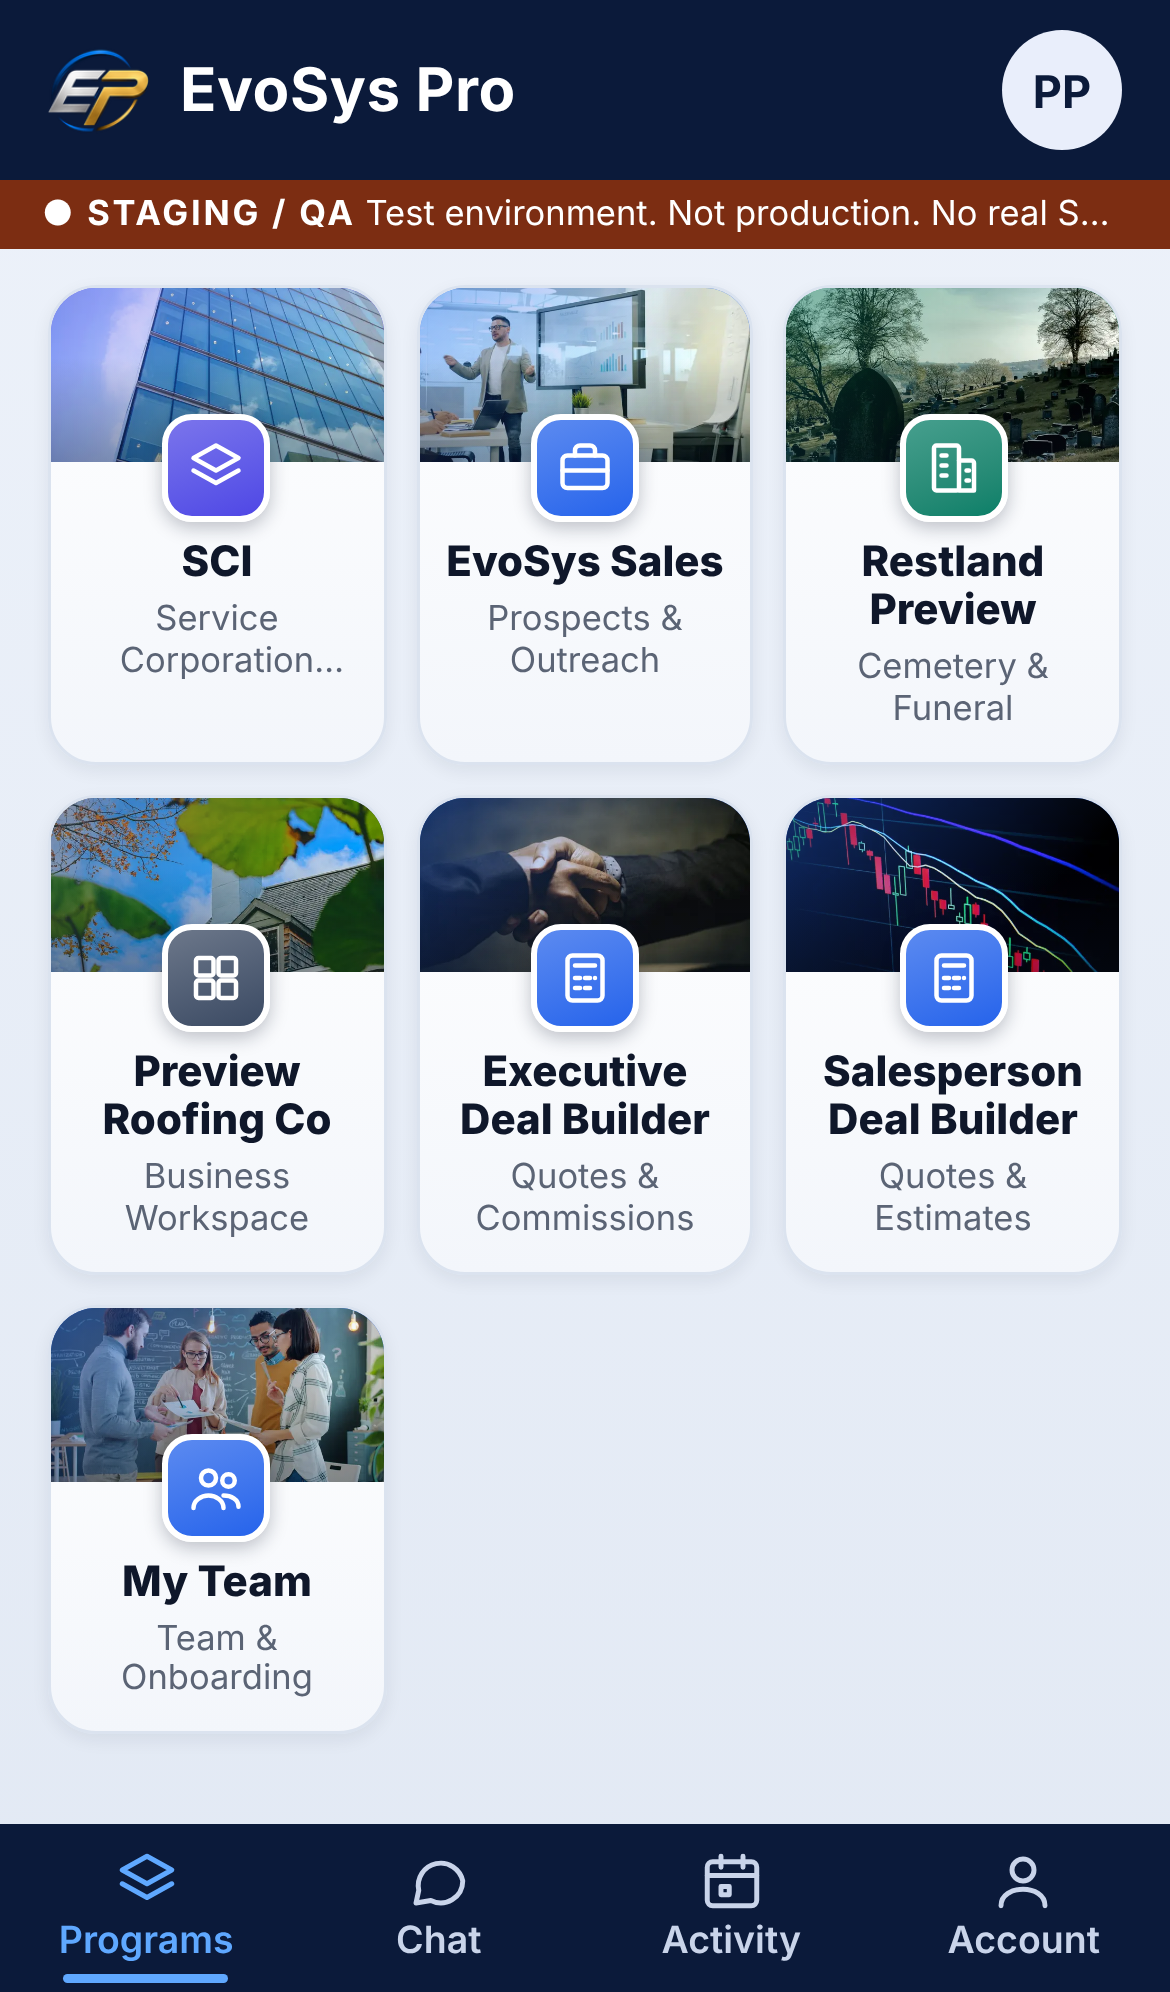 EP
EvoSys Pro
PP
STAGING / QA Test environment. Not production. No real S...
SCI
Service
Corporation...
EvoSys Sales
Prospects &
Outreach
Restland
Preview
Cemetery &
Funeral
Preview
Roofing Co
Business
Workspace
Executive
Deal Builder
Quotes &
Commissions
Salesperson
Deal Builder
Quotes &
Estimates
My Team
Team &
Onboarding
Programs
Chat
Activity
Account